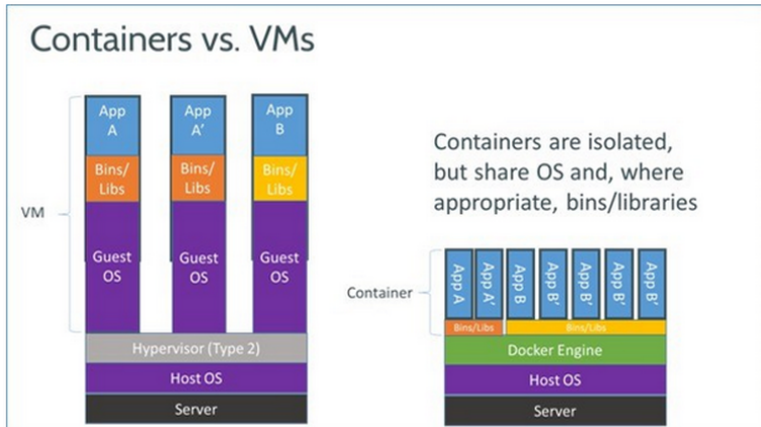 Containers vs. VMs
App
A
App
A'
App
B
Bins/
Libs
Bins/
Libs
Bins/
Libs
VM
Guest
OS
Guest
OS
Guest
OS
Hypervisor (Type 2)
Host OS
Server
Containers are isolated,
but share OS and, where
appropriate, bins/libraries
Container
App A
App A'
App B
App B'
App B'
App B'
App B'
Bins/Libs
Bins/Libs
Docker Engine
Host OS
Server